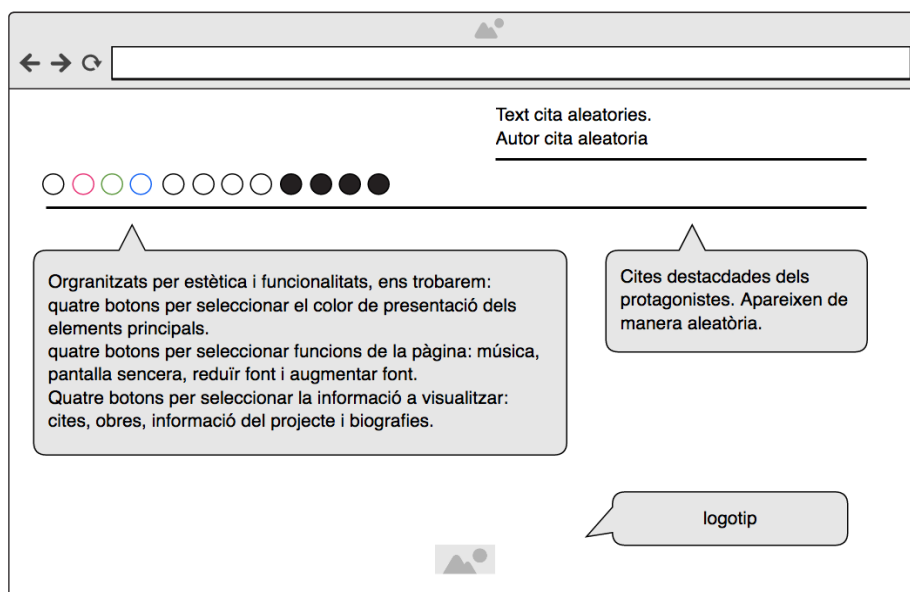 Text cita aleatories.
Autor cita aleatoria
Orgranitzats per estètica i funcionalitats, ens trobarem:
quatre botons per seleccionar el color de presentació dels
elements principals.
quatre botons per seleccionar funcions de la pàgina: música,
pantalla sencera, reduïr font i augmentar font.
Quatre botons per seleccionar la informació a visualitzar:
cites, obres, informació del projecte i biografies.
Cites destacdades dels
protagonistes. Apareixen de
manera aleatòria.
logotip